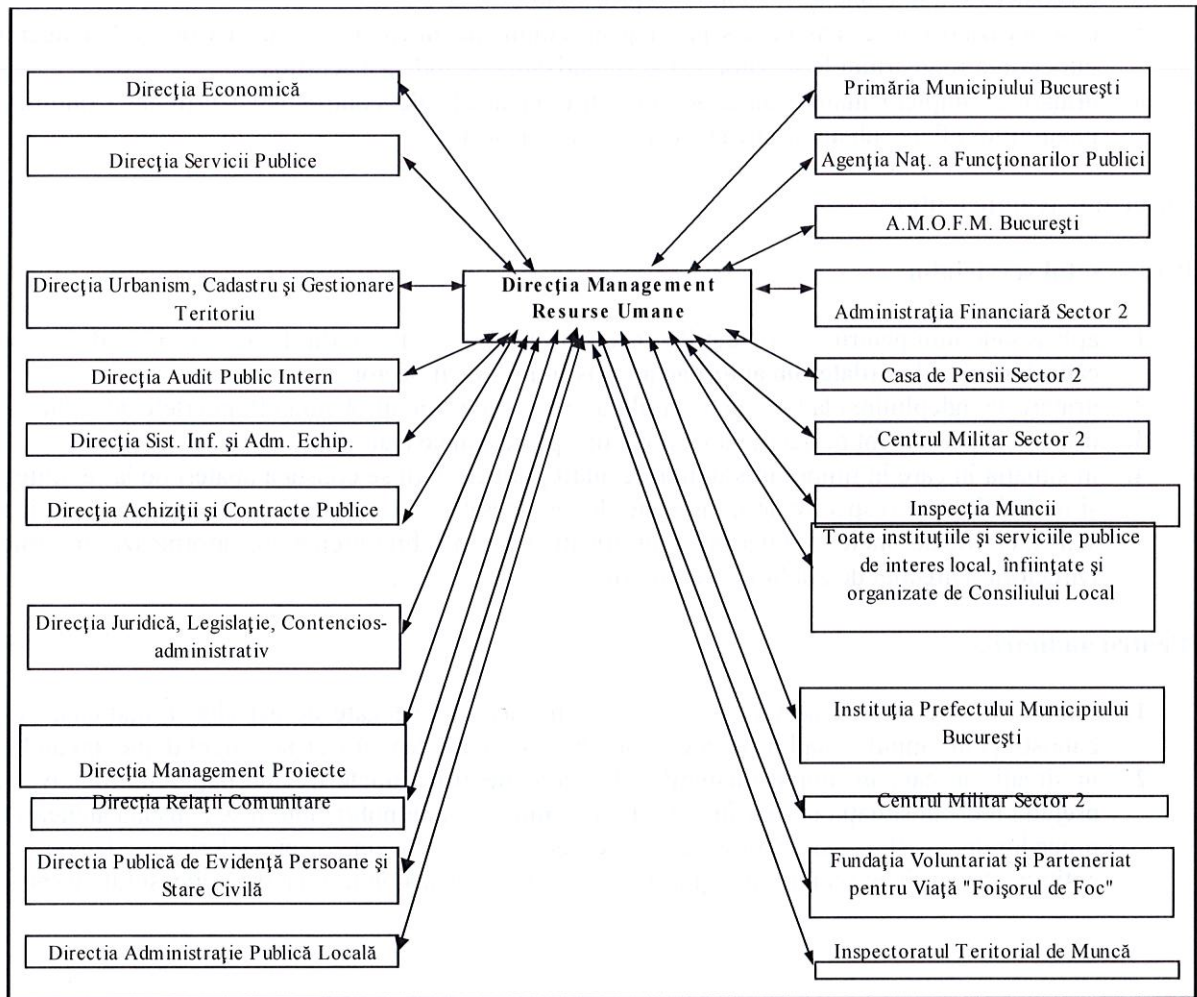 Direcţia Economică
Direcţia Servicii Publice
Direcţia Urbanism, Cadastru şi Gestionare
Teritoriu
Direcţia Audit Public Intern
Direcţia Sist. Inf. şi Adm. Echip.
Direcţia Achiziţii şi Contracte Publice
Direcţia Juridică, Legislaţie, Contencios-
administrativ
Direcţia Management Proiecte
Direcţia Relaţii Comunitare
Directia Publică de Evidenţă Persoane şi
Stare Civilă
Directia Administraţie Publică Locală
Direcţia Management
Resurse Umane
Primăria Municipiului Bucureşti
Agenţia Naţ. a Funcţionarilor Publici
A.M.O.F.M. Bucureşti
Administraţia Financiară Sector 2
Casa de Pensii Sector 2
Centrul Militar Sector 2
Inspecţia Muncii
Toate instituţiile şi serviciile publice
de interes local, înfiinţate şi
organizate de Consiliului Local
Instituţia Prefectului Municipiului
Bucureşti
Centrul Militar Sector 2
Fundaţia Voluntariat şi Parteneriat
pentru Viaţă "Foişorul de Foc"
Inspectoratul Teritorial de Muncă